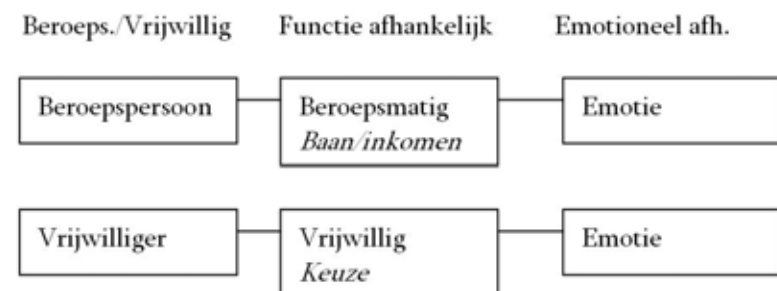 Beroeps./Vrijwillig Functie afhankelijk Emotioneel afh.
Beroepspersoon Beroepsmatig Emotie
Baan/inkomen
Vrijwilliger Vrijwillig Emotie
Keuze